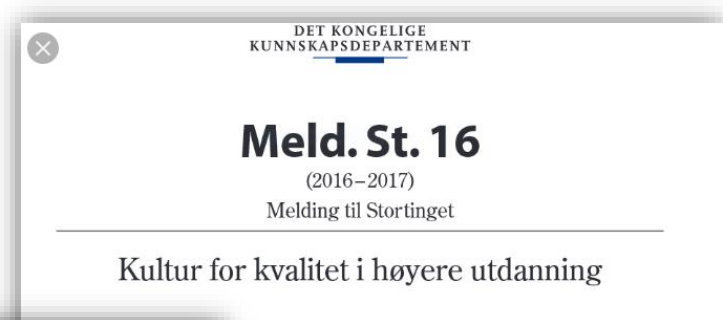 DET KONGELIGE
KUNNSKAPSDEPARTEMENT
Meld. St. 16
(2016–2017)
Melding til Stortinget
Kultur for kvalitet i høyere utdanning